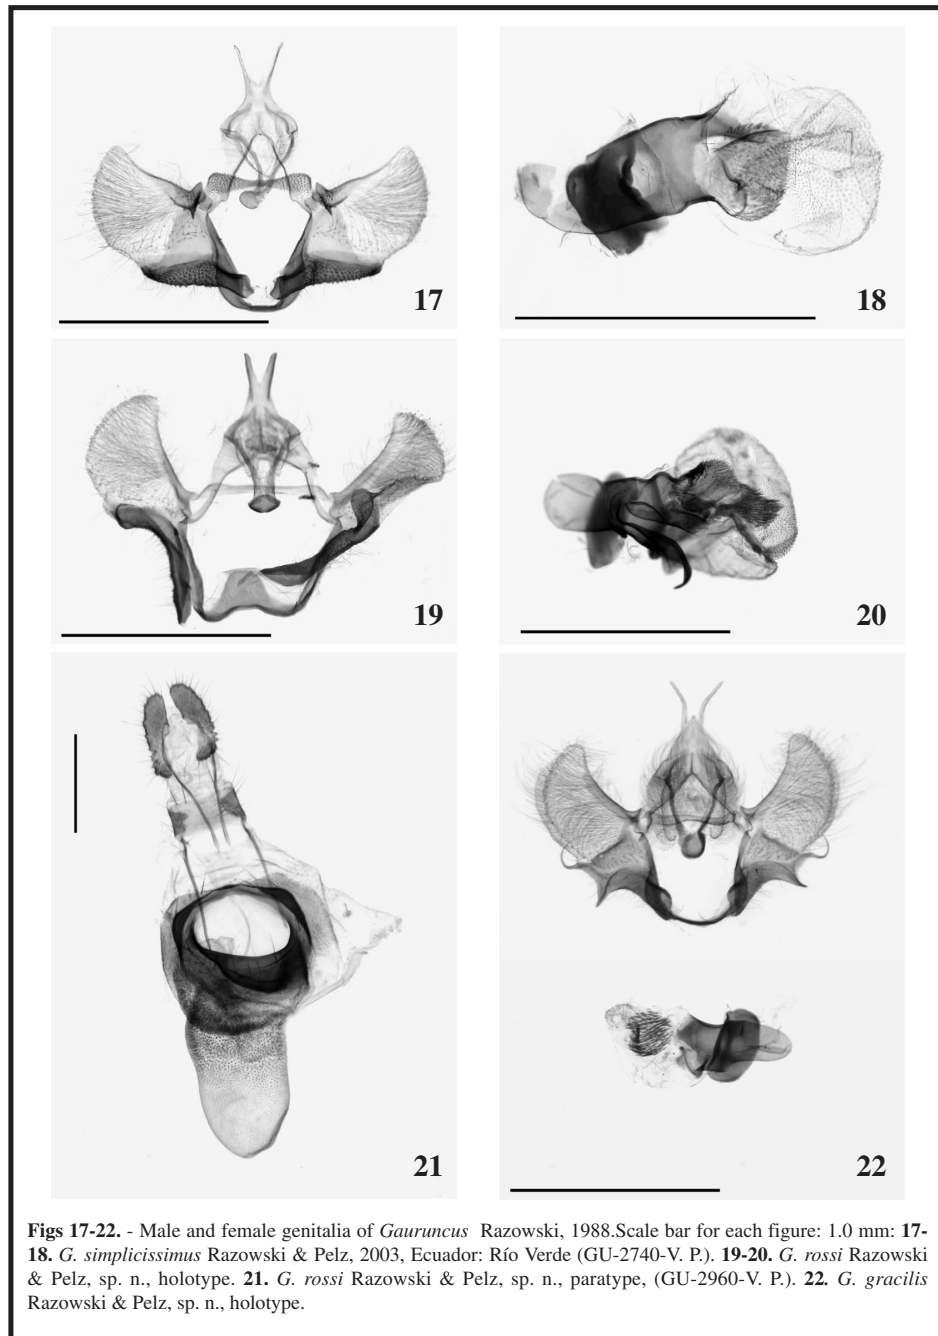 17
18
19
20
21
22
Figs 17-22. - Male and female genitalia of Gauruncus Razowski, 1988.Scale bar for each figure: 1.0 mm: 17-
18. G. simplicissimus Razowski & Pelz, 2003, Ecuador: Río Verde (GU-2740-V. P.). 19-20. G. rossi Razowski
& Pelz, sp. n., holotype. 21. G. rossi Razowski & Pelz, sp. n., paratype, (GU-2960-V. P.). 22. G. gracilis
Razowski & Pelz, sp. n., holotype.